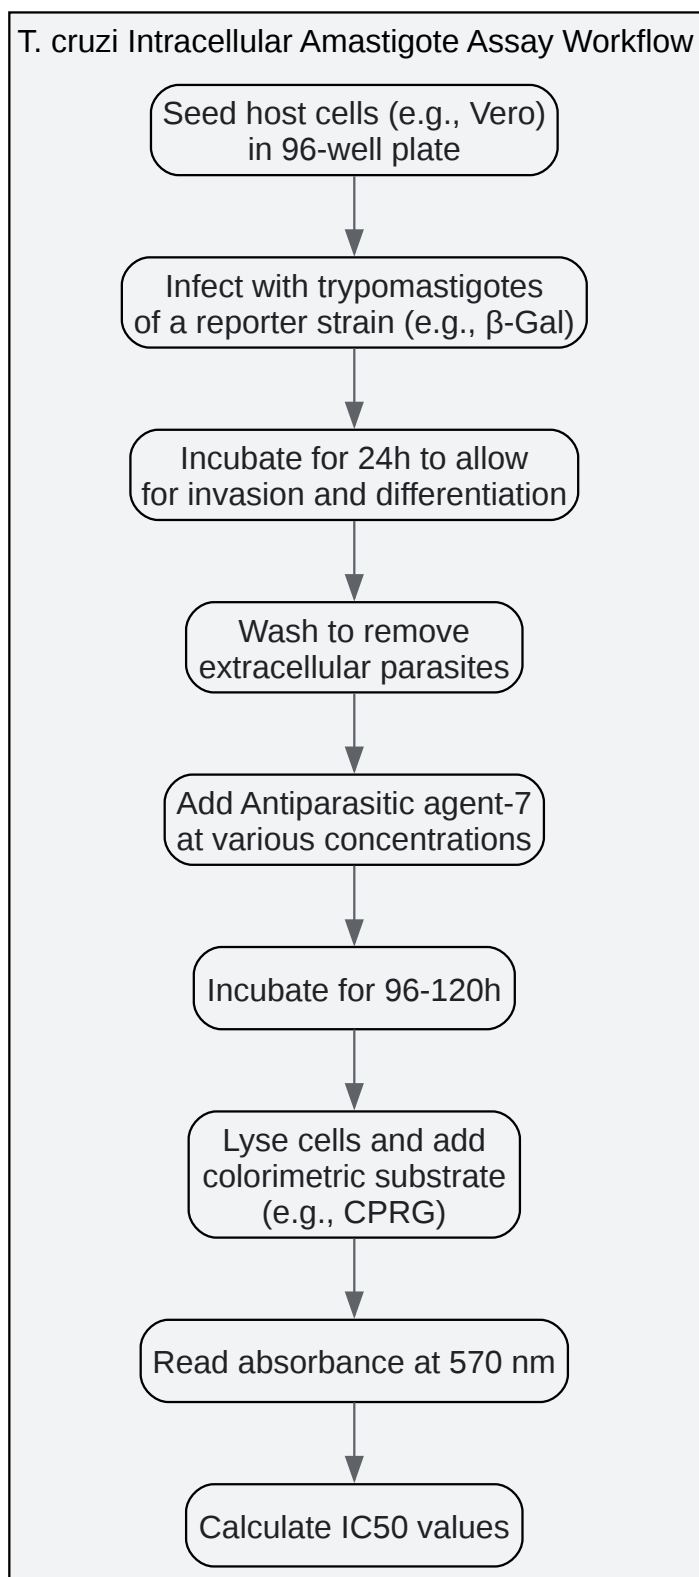 T. cruzi Intracellular Amastigote Assay Workflow
Seed host cells (e.g., Vero)
in 96-well plate
Infect with trypomastigotes
of a reporter strain (e.g., β-Gal)
Incubate for 24h to allow
for invasion and differentiation
Wash to remove
extracellular parasites
Add Antiparasitic agent-7
at various concentrations
Incubate for 96-120h
Lyse cells and add
colorimetric substrate
(e.g., CPRG)
Read absorbance at 570 nm
Calculate IC50 values